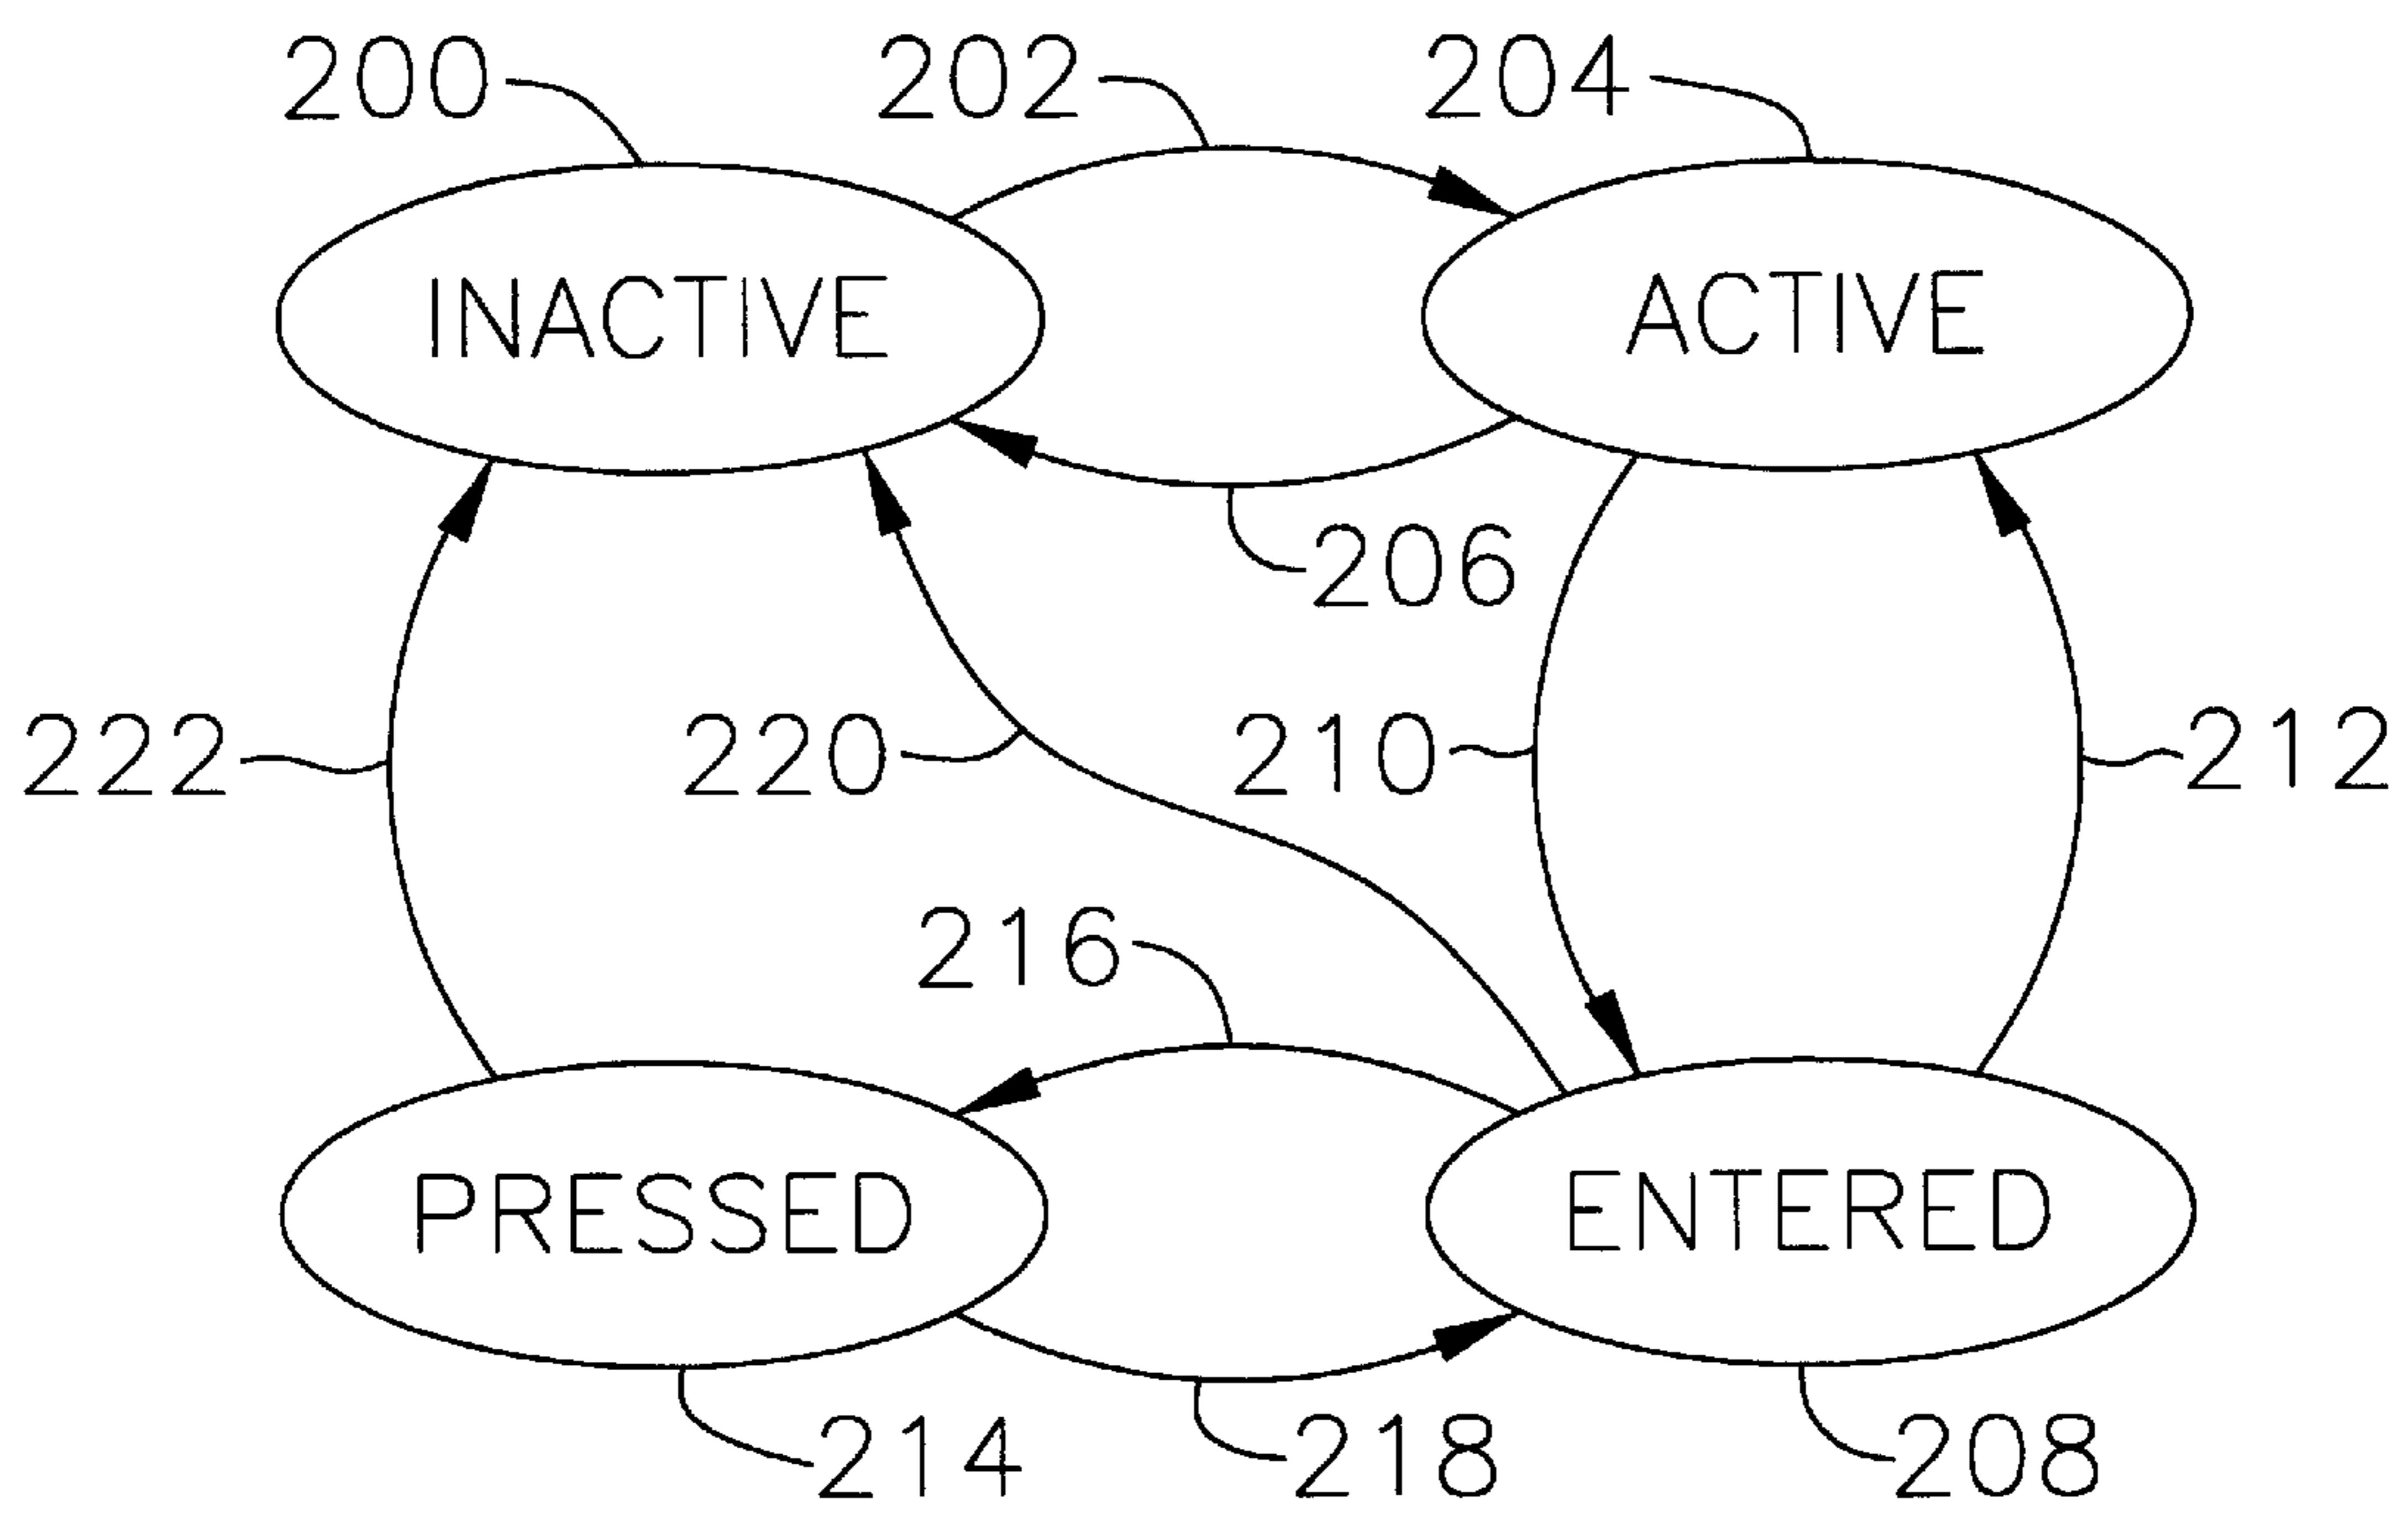 200 202 204
INACTIVE ACTIVE
206
222 220 210 212
216
PRESSED ENTERED
214 218 208